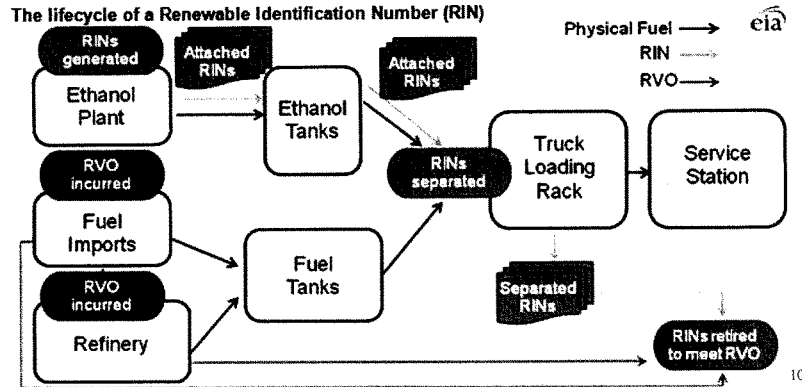 The lifecycle of a Renewable Identification Number (RIN)
Physical Fuel
eia
RIN
RVO
RINs
generated
Attached
RINs
Attached
RINs
Ethanol
Plant
Ethanol
Tanks
Truck
Loading
Rack
Service
Station
RINs
separated
RVO
incurred
Fuel
Imports
Fuel
Tanks
RVO
incurred
Refinery
Separated
RINs
RINs retired
to meet RVO
10